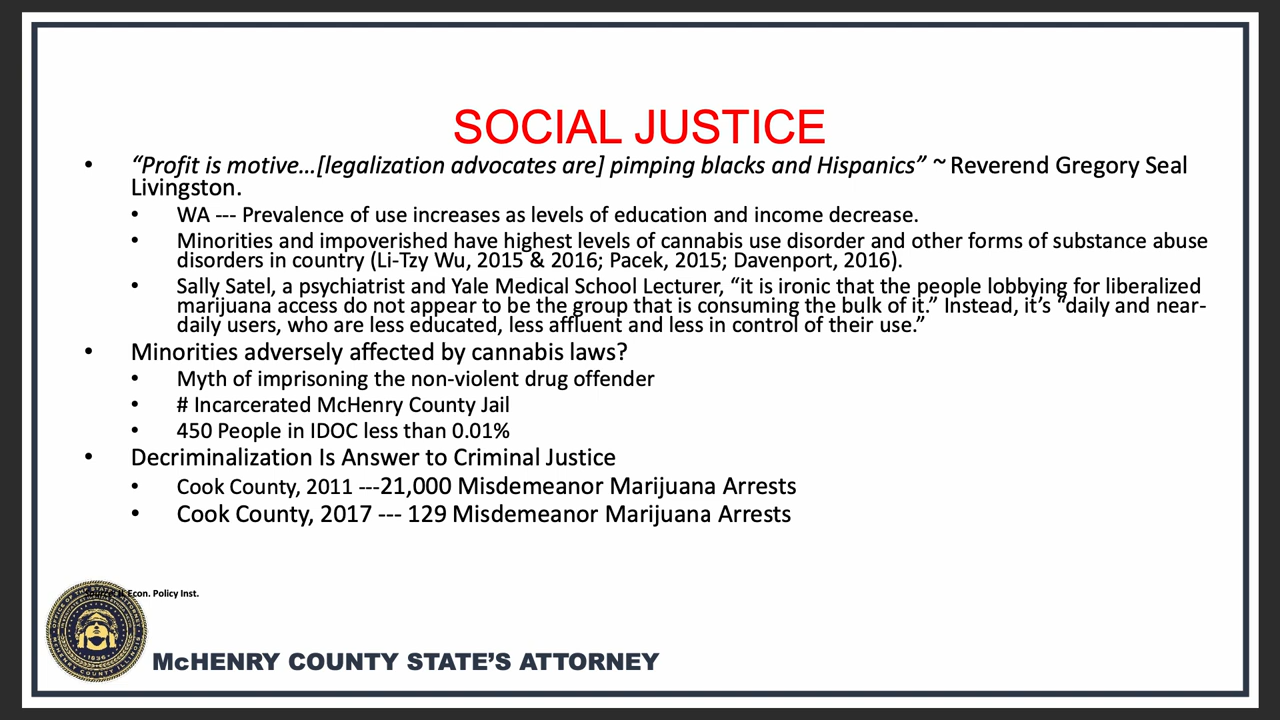 SOCIAL JUSTICE
• “Profit is motive...[legalization advocates are] pimping blacks and Hispanics” ~ Reverend Gregory Seal
Livingston.
• WA --- Prevalence of use increases as levels of education and income decrease.
• Minorities and impoverished have highest levels of cannabis use disorder and other forms of substance abuse
disorders in country (Li-Tzy Wu, 2015 & 2016; Pacek, 2015; Davenport, 2016).
• Sally Satel, a psychiatrist and Yale Medical School Lecturer, “it is ironic that the people lobbying for liberalized
marijuana access do not appear to be the group that is consuming the bulk of it.” Instead, it’s “daily and near-
daily users, who are less educated, less affluent and less in control of their use.”
• Minorities adversely affected by cannabis laws?
• Myth of imprisoning the non-violent drug offender
• # Incarcerated McHenry County Jail
• 450 People in IDOC less than 0.01%
• Decriminalization Is Answer to Criminal Justice
• Cook County, 2011 ---21,000 Misdemeanor Marijuana Arrests
• Cook County, 2017 --- 129 Misdemeanor Marijuana Arrests
Econ. Policy Inst.
1836
McHENRY COUNTY STATE’S ATTORNEY